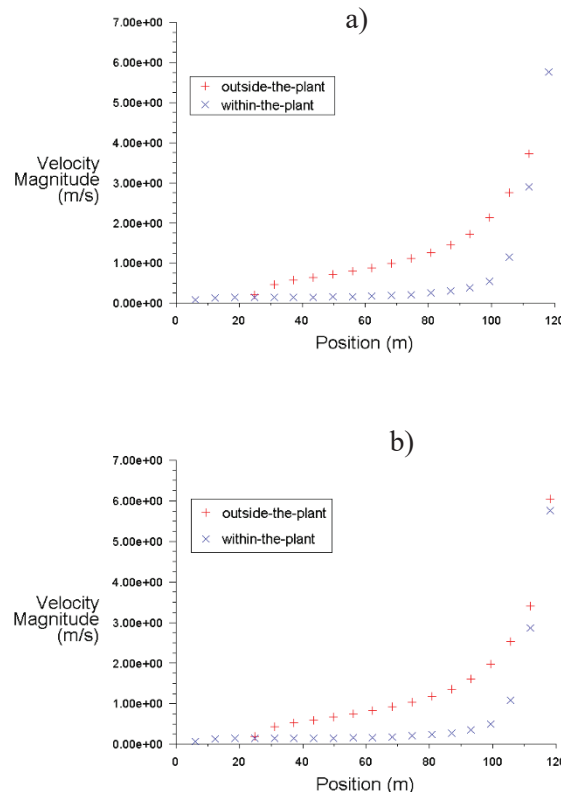 a)
7.00e+00
6.00e+00
5.00e+00
4.00e+00
3.00e+00
2.00e+00
1.00e+00
0.00e+00
Velocity
Magnitude
(m/s)
outside-the-plant
within-the-plant
0 20 40 60 80 100 120
Position (m)
b)
7.00e+00
6.00e+00
5.00e+00
4.00e+00
3.00e+00
2.00e+00
1.00e+00
0.00e+00
Velocity
Magnitude
(m/s)
outside-the-plant
within-the-plant
0 20 40 60 80 100 120
Position (m)